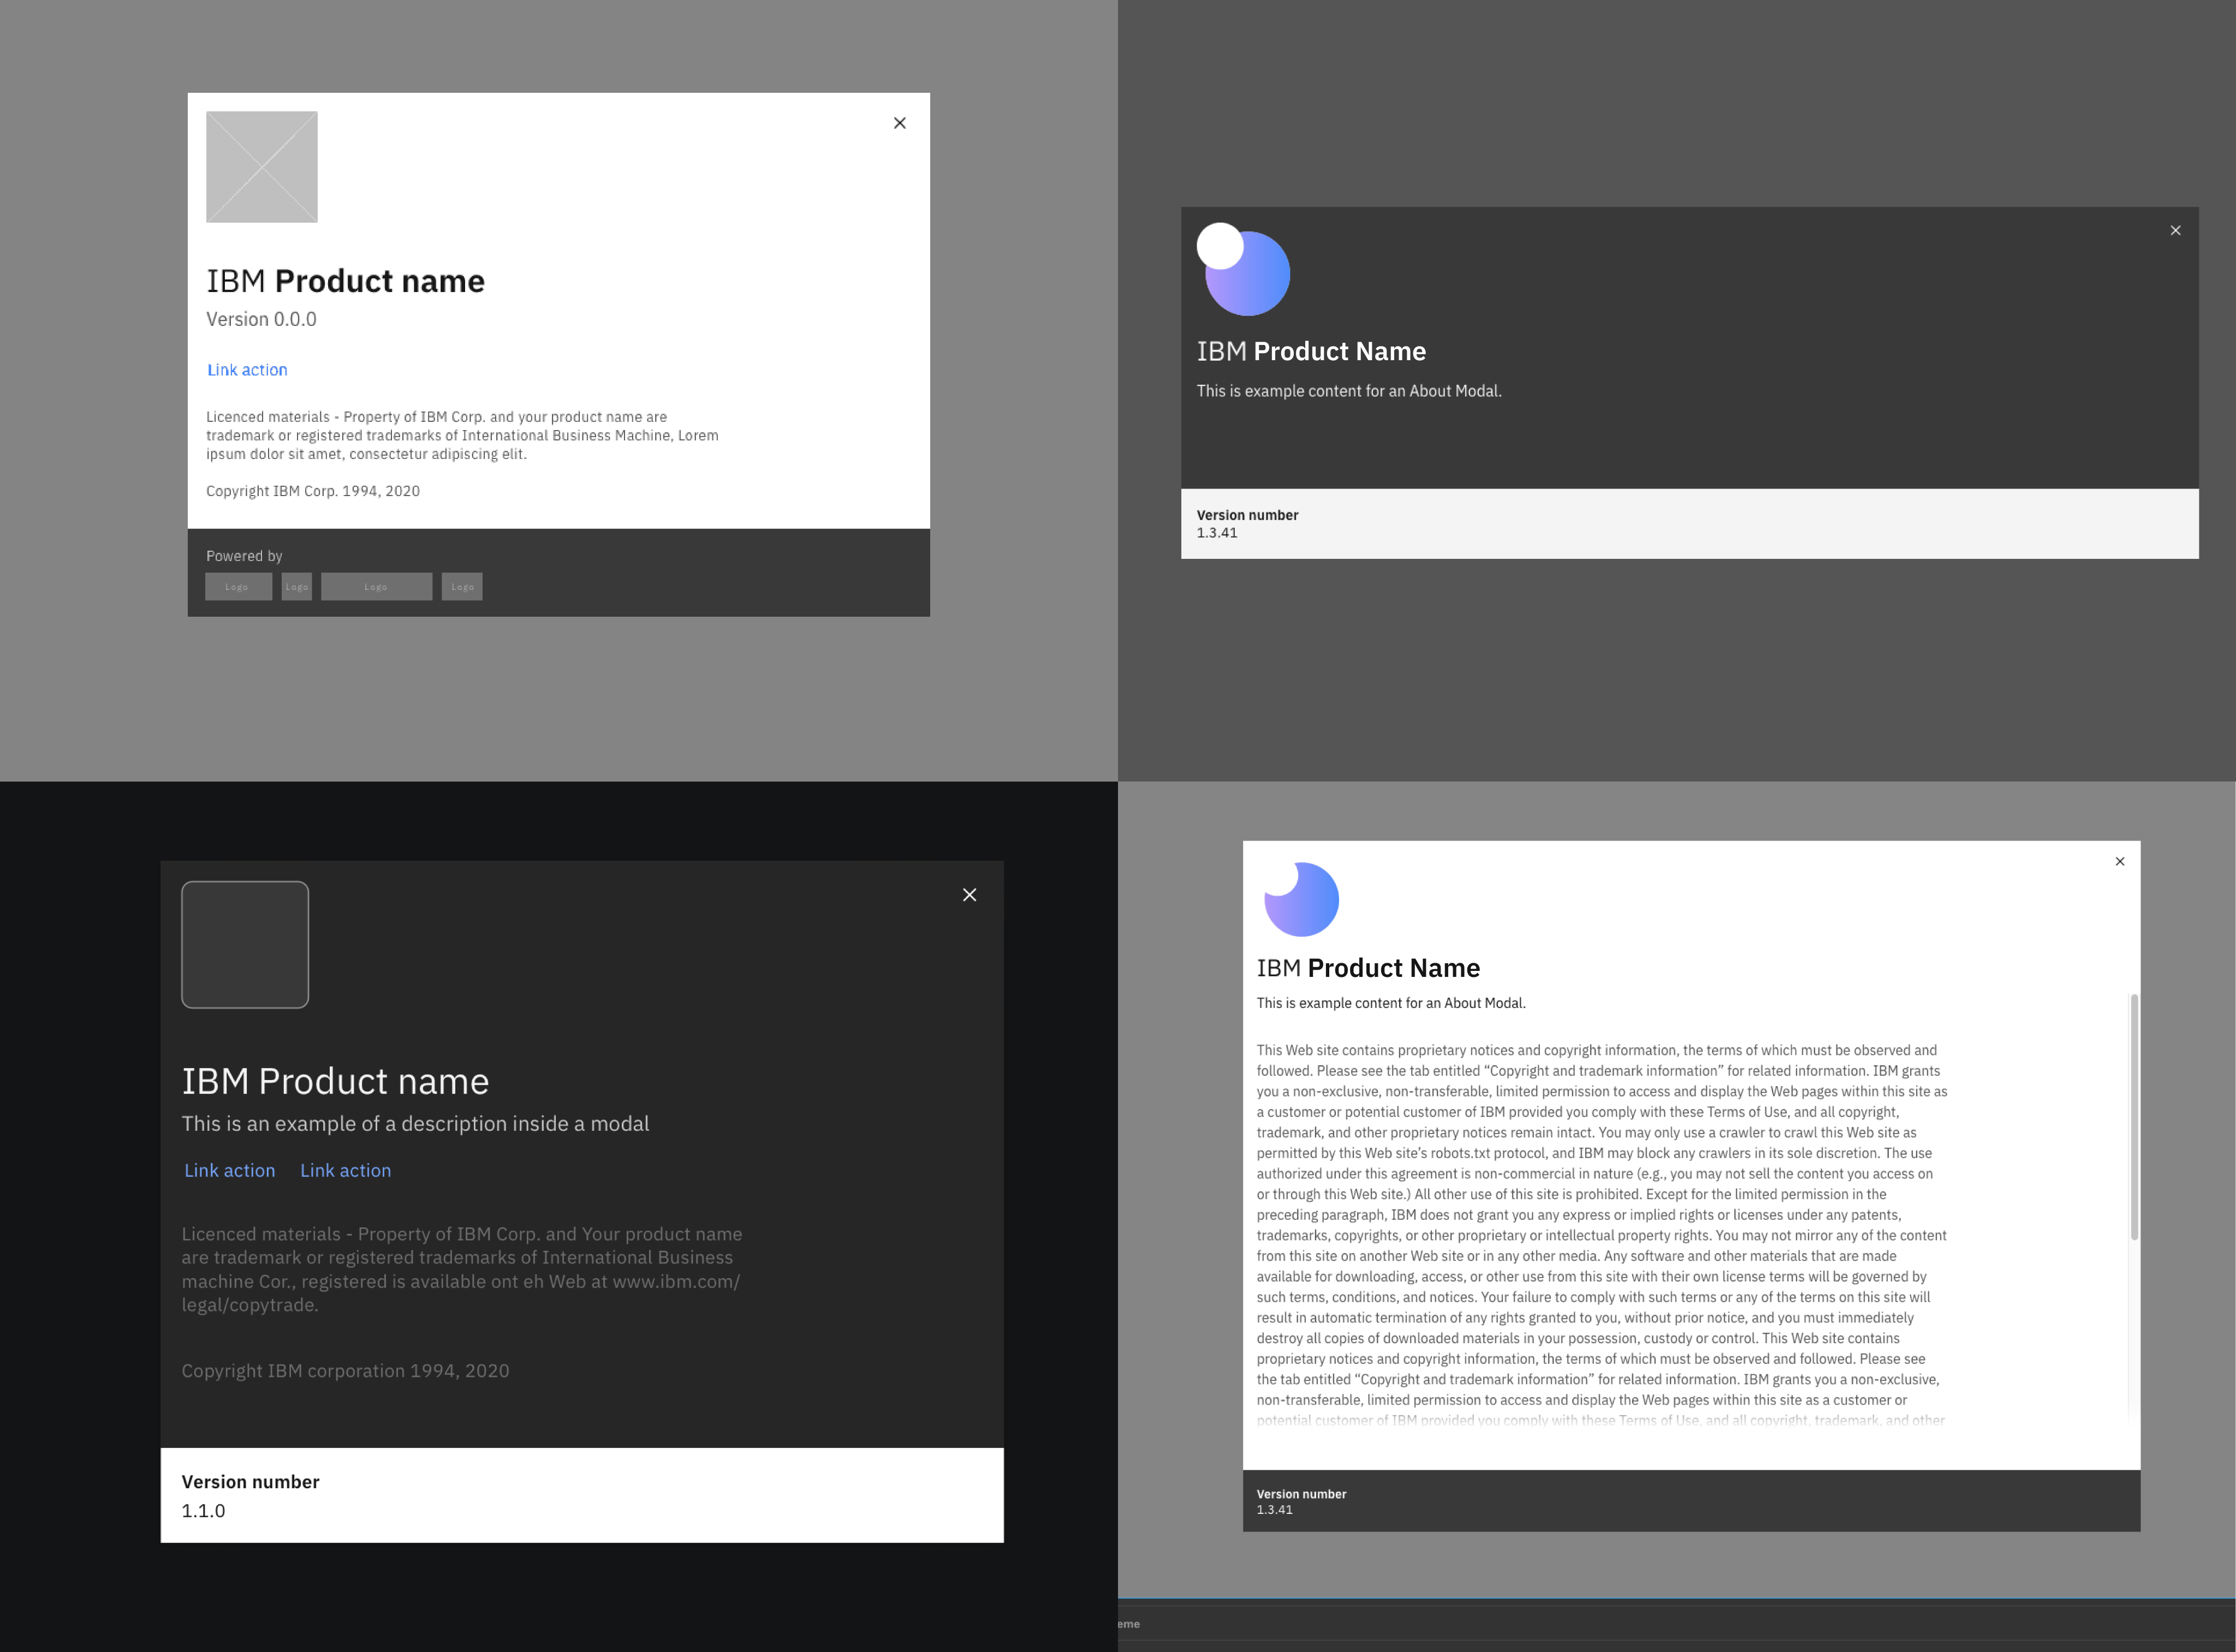 IBM Product name
Version 0.0.0
Link action
Licenced materials - Property of IBM Corp. and your product name are
trademark or registered trademarks of International Business Machine, Lorem
ipsum dolor sit amet, consectetur adipiscing elit.
Copyright IBM Corp. 1994, 2020
Powered by
Logo Logo Logo Logo
IBM Product Name
This is example content for an About Modal.
Version number
1.3.41
IBM Product name
This is an example of a description inside a modal
Link action Link action
Licenced materials - Property of IBM Corp. and Your product name
are trademark or registered trademarks of International Business
machine Cor., registered is available ont eh Web at www.ibm.com/
legal/copytrade.
Copyright IBM corporation 1994, 2020
Version number
1.1.0
IBM Product Name
This is example content for an About Modal.
This Web site contains proprietary notices and copyright information, the terms of which must be observed and
followed. Please see the tab entitled “Copyright and trademark information” for related information. IBM grants
you a non-exclusive, non-transferable, limited permission to access and display the Web pages within this site as
a customer or potential customer of IBM provided you comply with these Terms of Use, and all copyright,
trademark, and other proprietary notices remain intact. You may only use a crawler to crawl this Web site as
permitted by this Web site’s robots.txt protocol, and IBM may block any crawlers in its sole discretion. The use
authorized under this agreement is non-commercial in nature (e.g., you may not sell the content you access on
or through this Web site.) All other use of this site is prohibited. Except for the limited permission in the
preceding paragraph, IBM does not grant you any express or implied rights or licenses under any patents,
trademarks, copyrights, or other proprietary or intellectual property rights. You may not mirror any of the content
from this site on another Web site or in any other media. Any software and other materials that are made
available for downloading, access, or other use from this site with their own license terms will be governed by
such terms, conditions, and notices. Your failure to comply with such terms or any of the terms on this site will
result in automatic termination of any rights granted to you, without prior notice, and you must immediately
destroy all copies of downloaded materials in your possession, custody or control. This Web site contains
proprietary notices and copyright information, the terms of which must be observed and followed. Please see
the tab entitled “Copyright and trademark information” for related information. IBM grants you a non-exclusive,
non-transferable, limited permission to access and display the Web pages within this site as a customer or
potential customer of IBM provided you comply with these Terms of Use, and all copyright, trademark, and other
Version number
1.3.41
eme